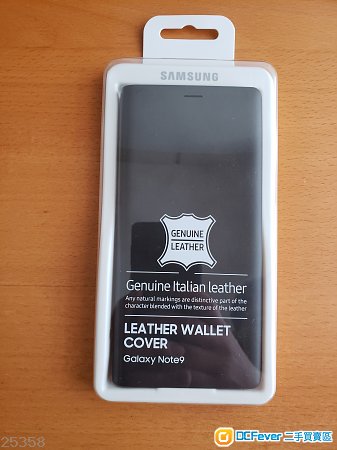 SAMSUNG
GENUINE
LEATHER
Genuine Italian leather
Any natural markings are distinctive part of the
character blended with the texture of the leather
LEATHER WALLET
COVER
Galaxy Note9
25358
DCFever 二手買賣區